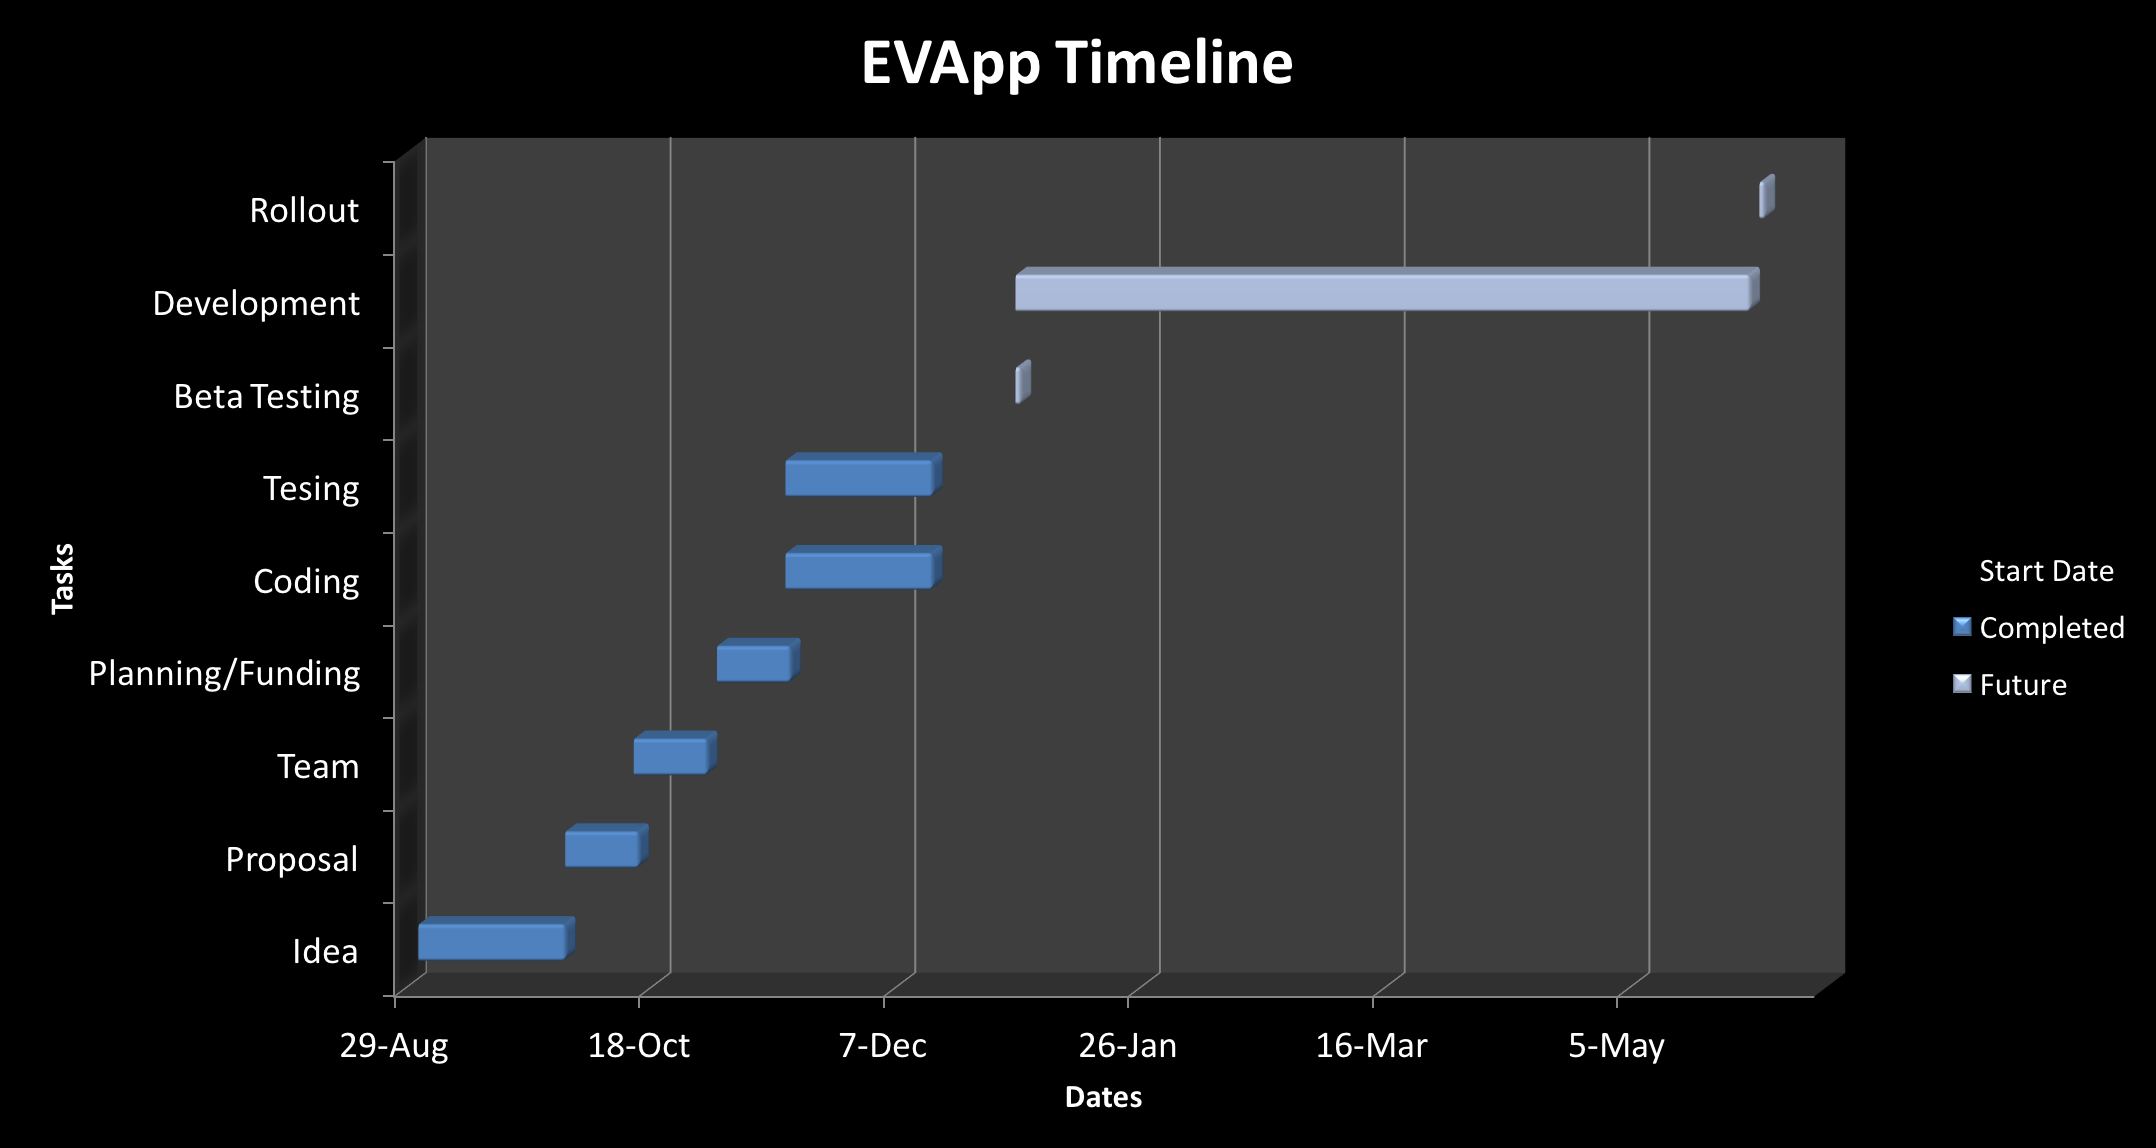 EVApp Timeline
Tasks
Rollout
Development
Beta Testing
Tesing
Coding
Planning/Funding
Team
Proposal
Idea
29-Aug 18-Oct 7-Dec 26-Jan 16-Mar 5-May
Dates
Start Date
Completed
Future